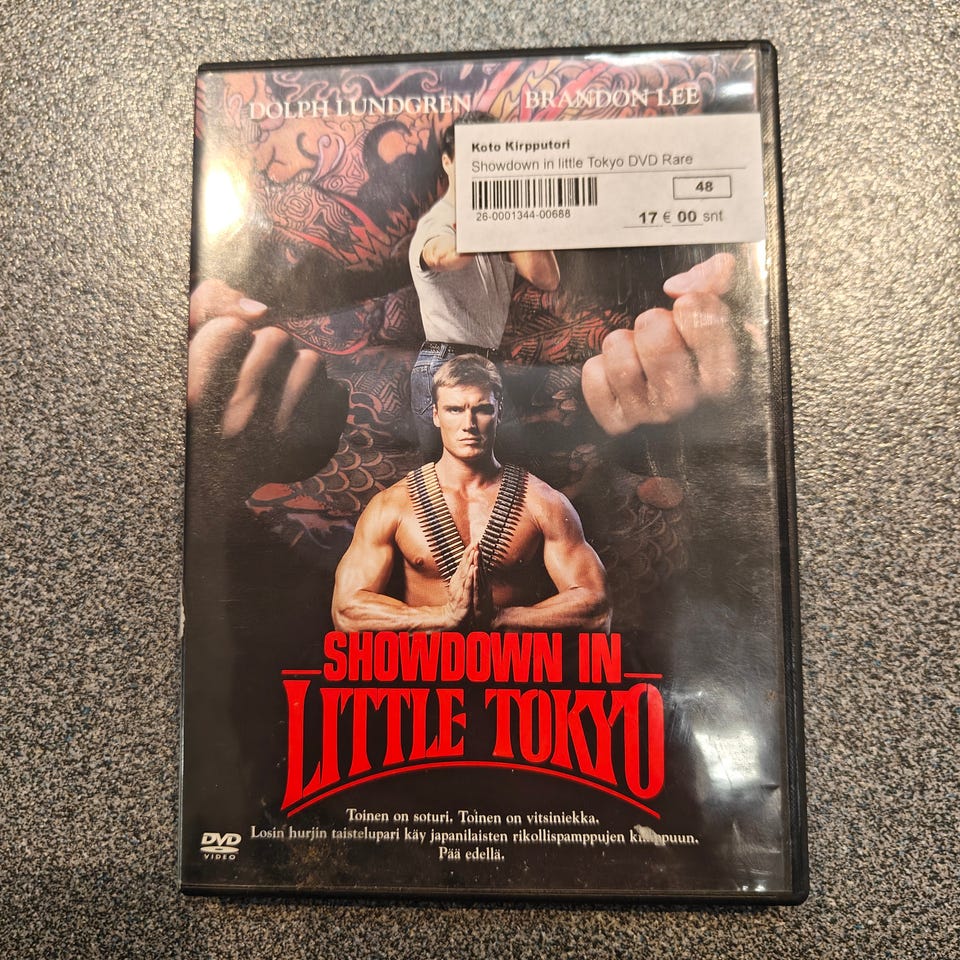 DOLPH LUNDGREN BRANDON LEE
Koto Kirpputori
Showdown in little Tokyo DVD Rare
48
26-0001344-00688
17 € 00 snt
SHOWDOWN IN
LITTLE TOKYO
Toinen on soturi. Toinen on vitsiniekka.
Losin hurjin taistelupari käy japanilaisten rikollispamppujen kimppuun.
Pää edellä.
DVD
VIDEO